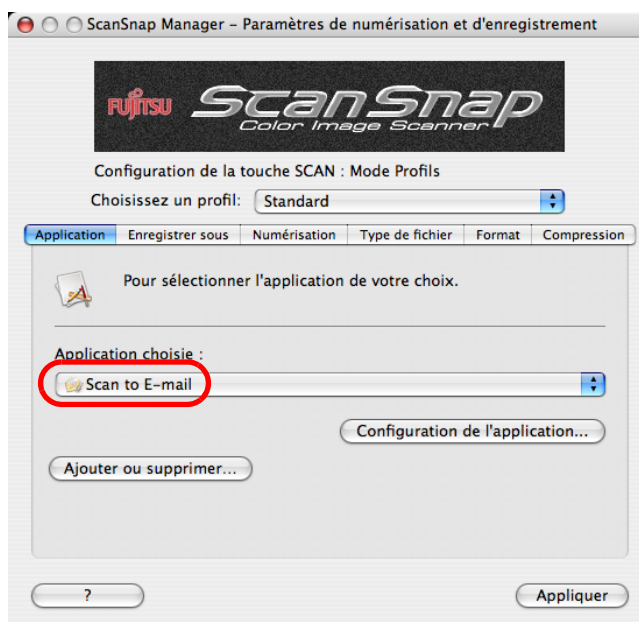 ScanSnap Manager – Paramètres de numérisation et d'enregistrement
FUJITSU ScanSnap
Color Image Scanner
Configuration de la touche SCAN : Mode Profils
Choisissez un profil: Standard
Application Enregistrer sous Numérisation Type de fichier Format Compression
Pour sélectionner l'application de votre choix.
Application choisie :
Scan to E-mail
Configuration de l'application...
Ajouter ou supprimer...
? Appliquer